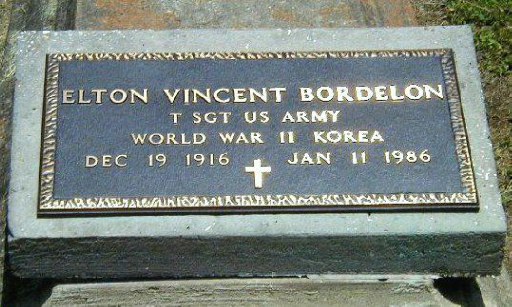 ELTON VINCENT BORDELON
T SGT US ARMY
WORLD WAR II KOREA
DEC 19 1916 JAN 11 1986